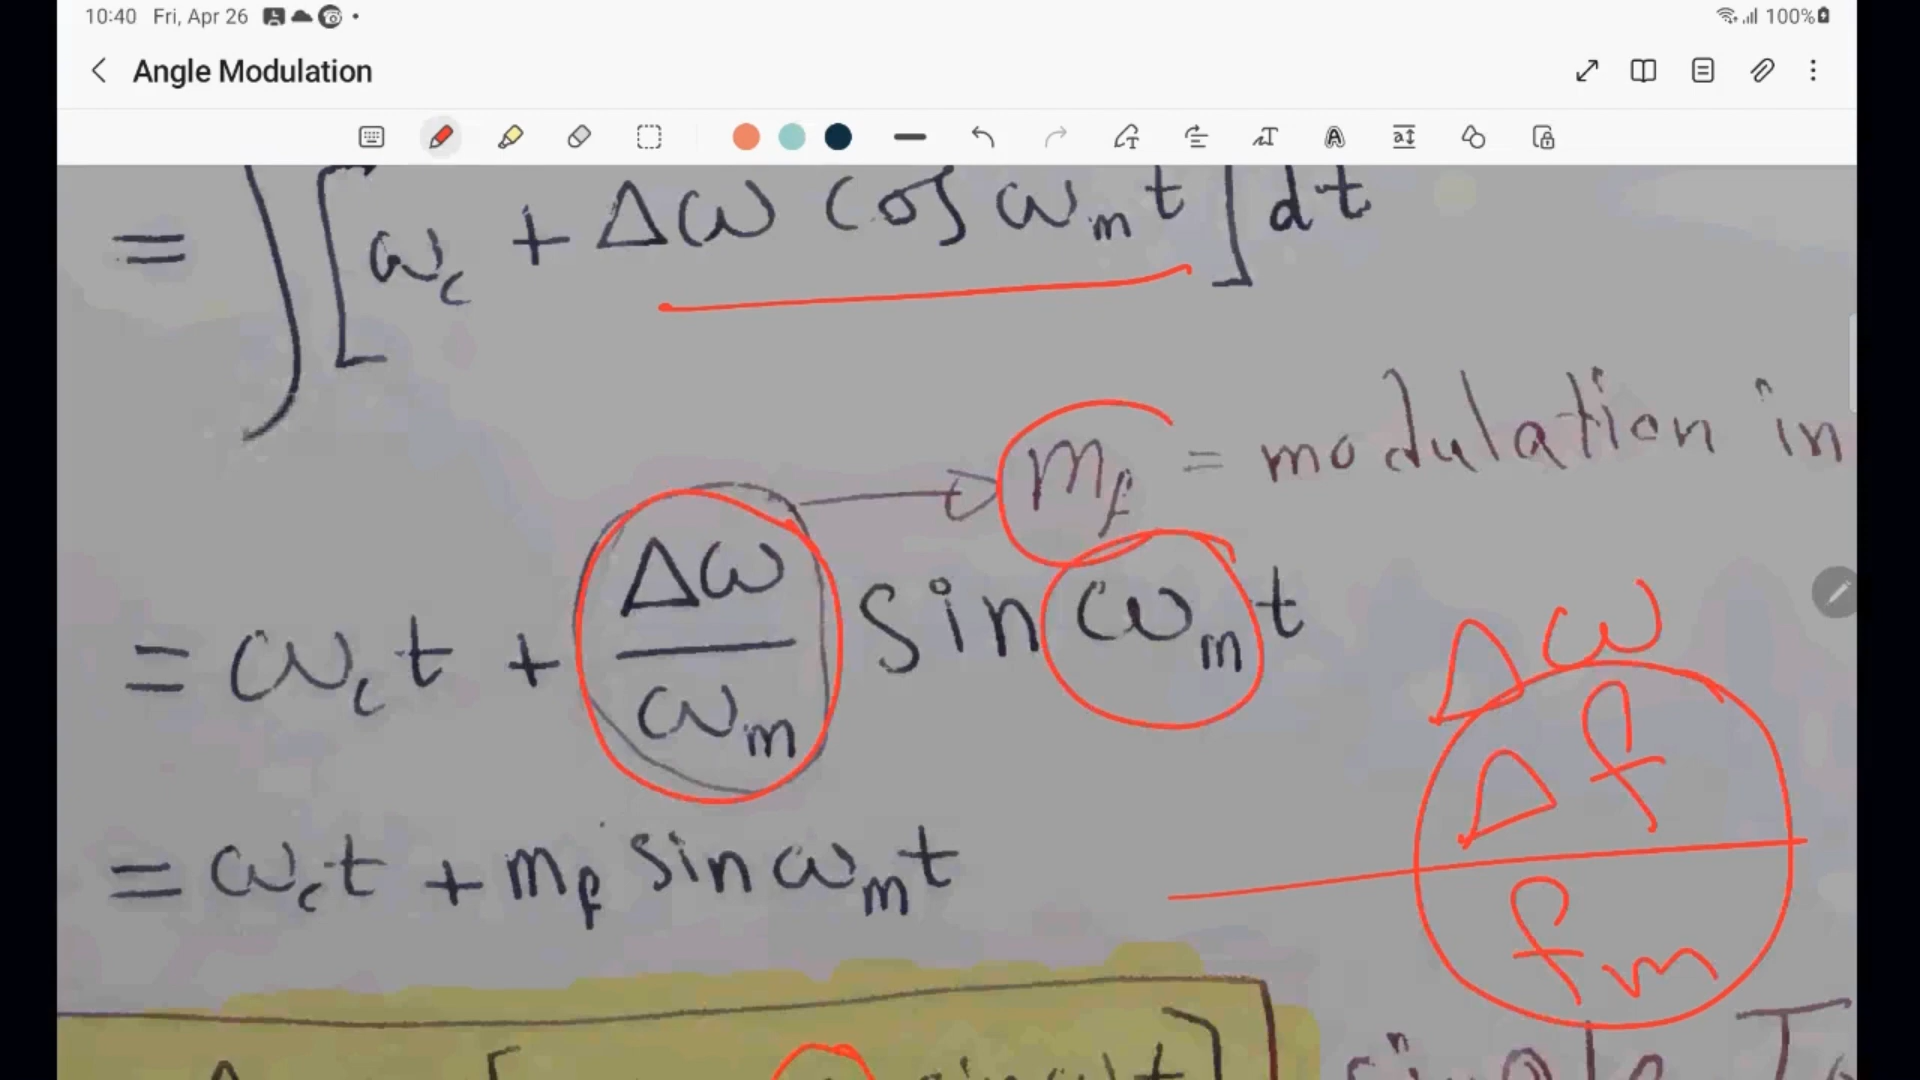 10:40 Fri, Apr 26
100%
Angle Modulation
= ∫[ω_c + Δω cos ω_m t] dt
m_f = modulation in
= ω_c t + Δω/ω_m sin ω_m t
Δω
Δf/f_m
= ω_c t + m_f sin ω_m t